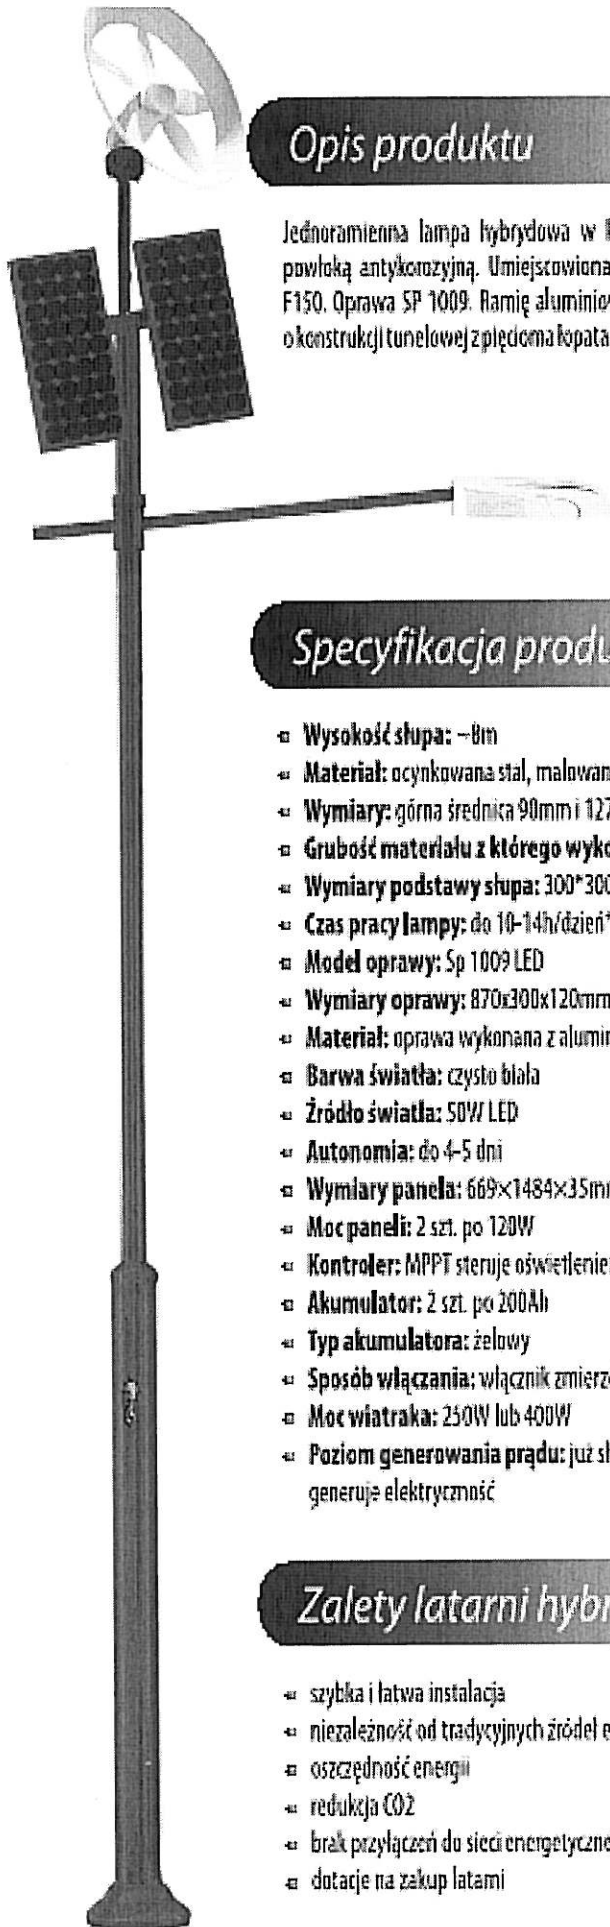 Opis produktu
Jednoramienna lampa hybrydowa w
powłoką antykorozyjną. Umiejscowiona
F150. Oprawa SP 1009. Ramię aluminiow
o konstrukcji tunelowej z pięcioma łopata
Specyfikacja produ
Wysokość słupa: ~8m
Materiał: ocynkowana stal, malowan
Wymiary: górna średnica 90mm i 127
Grubość materiału z którego wyko
Wymiary podstawy słupa: 300*300
Czas pracy lampy: do 10-14h/dzień*
Model oprawy: Sp 1009 LED
Wymiary oprawy: 870x300x120mm
Materiał: oprawa wykonana z alumin
Barwa światła: czysto biała
Źródło światła: 50W LED
Autonomia: do 4-5 dni
Wymiary panela: 669×1484×35mm
Moc paneli: 2 szt. po 120W
Kontroler: MPPT steruje oświetlenie
Akumulator: 2 szt. po 200Ah
Typ akumulatora: żelowy
Sposób włączania: włącznik zmierz
Moc wiatraka: 250W lub 400W
Poziom generowania prądu: już
generuje elektryczność
Zalety latarni hybr
szybka i łatwa instalacja
niezależność od tradycyjnych źródeł e
oszczędność energii
redukcja CO2
brak przyłączeń do sieci energetyczne
dotacje na zakup latarni